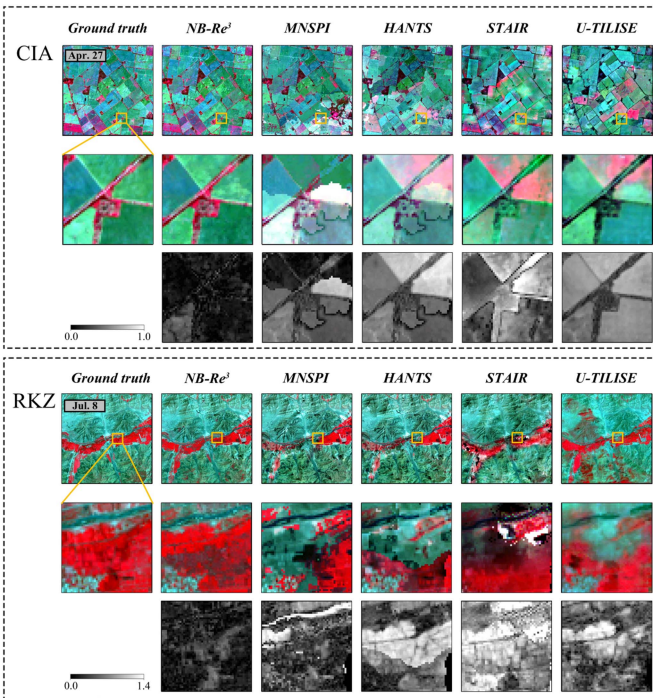 Ground truth NB-Re³ MNSPI HANTS STAIR U-TILISE
CIA
Apr. 27
0.0 1.0
Ground truth NB-Re³ MNSPI HANTS STAIR U-TILISE
RKZ
Jul. 8
0.0 1.4